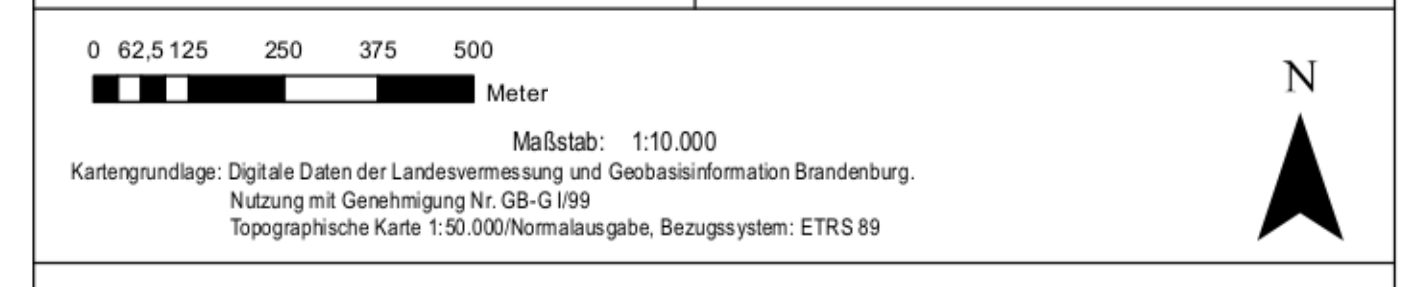 0 62,5 125 250 375 500
Meter
N
Maßstab: 1:10.000
Kartengrundlage: Digitale Daten der Landesvermessung und Geobasisinformation Brandenburg.
Nutzung mit Genehmigung Nr. GB-G I/99
Topographische Karte 1:50.000/Normalausgabe, Bezugssystem: ETRS 89